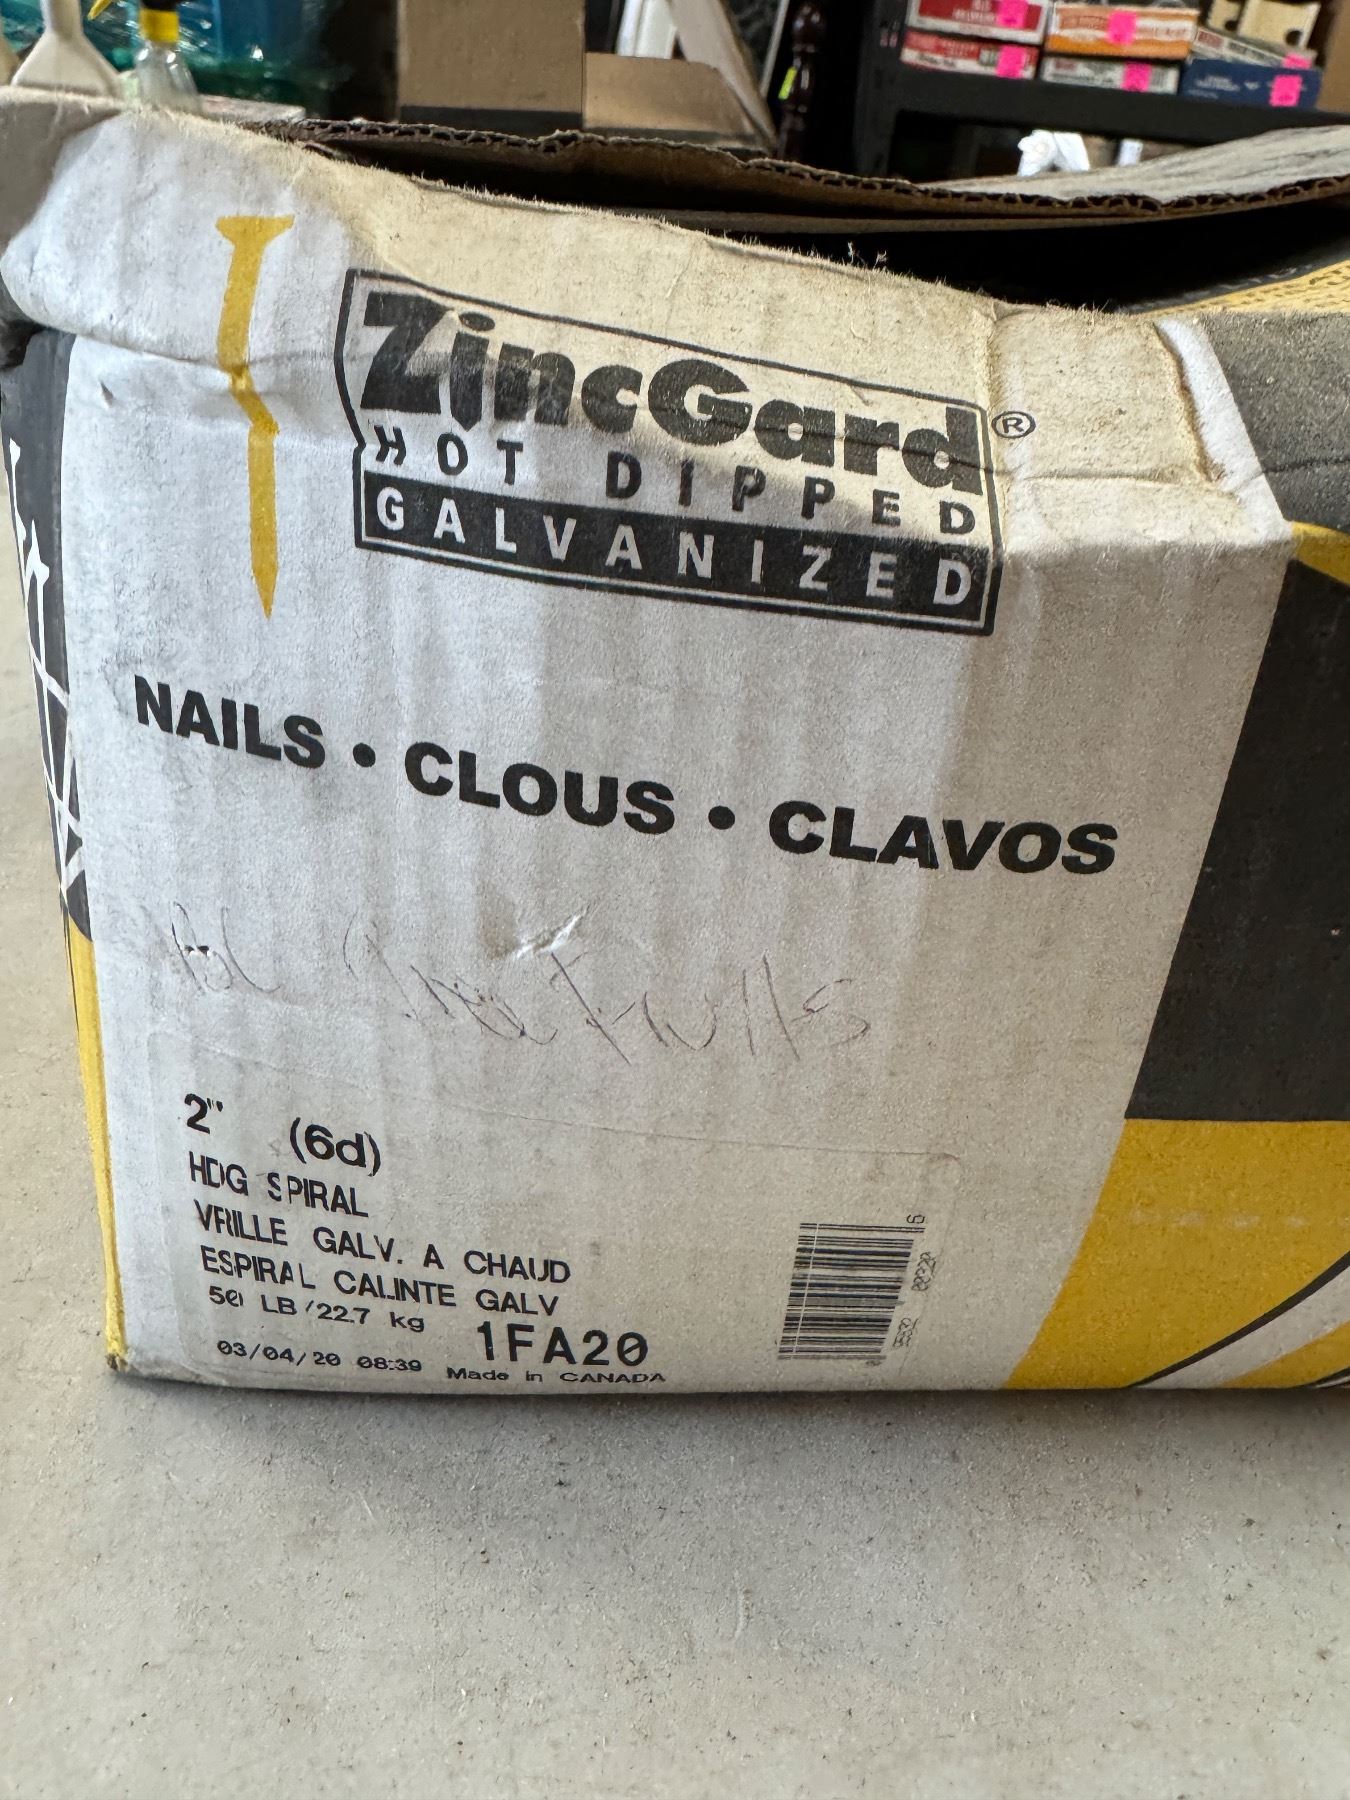 ZincGard®
HOT DIPPED
GALVANIZED
NAILS • CLOUS • CLAVOS
2" (6d)
HDG SPIRAL
VRILLE GALV. A CHAUD
ESPIRAL CALINTE GALV
50 LB/22.7 kg
1FA20
03/04/20 08:39
Made in CANADA